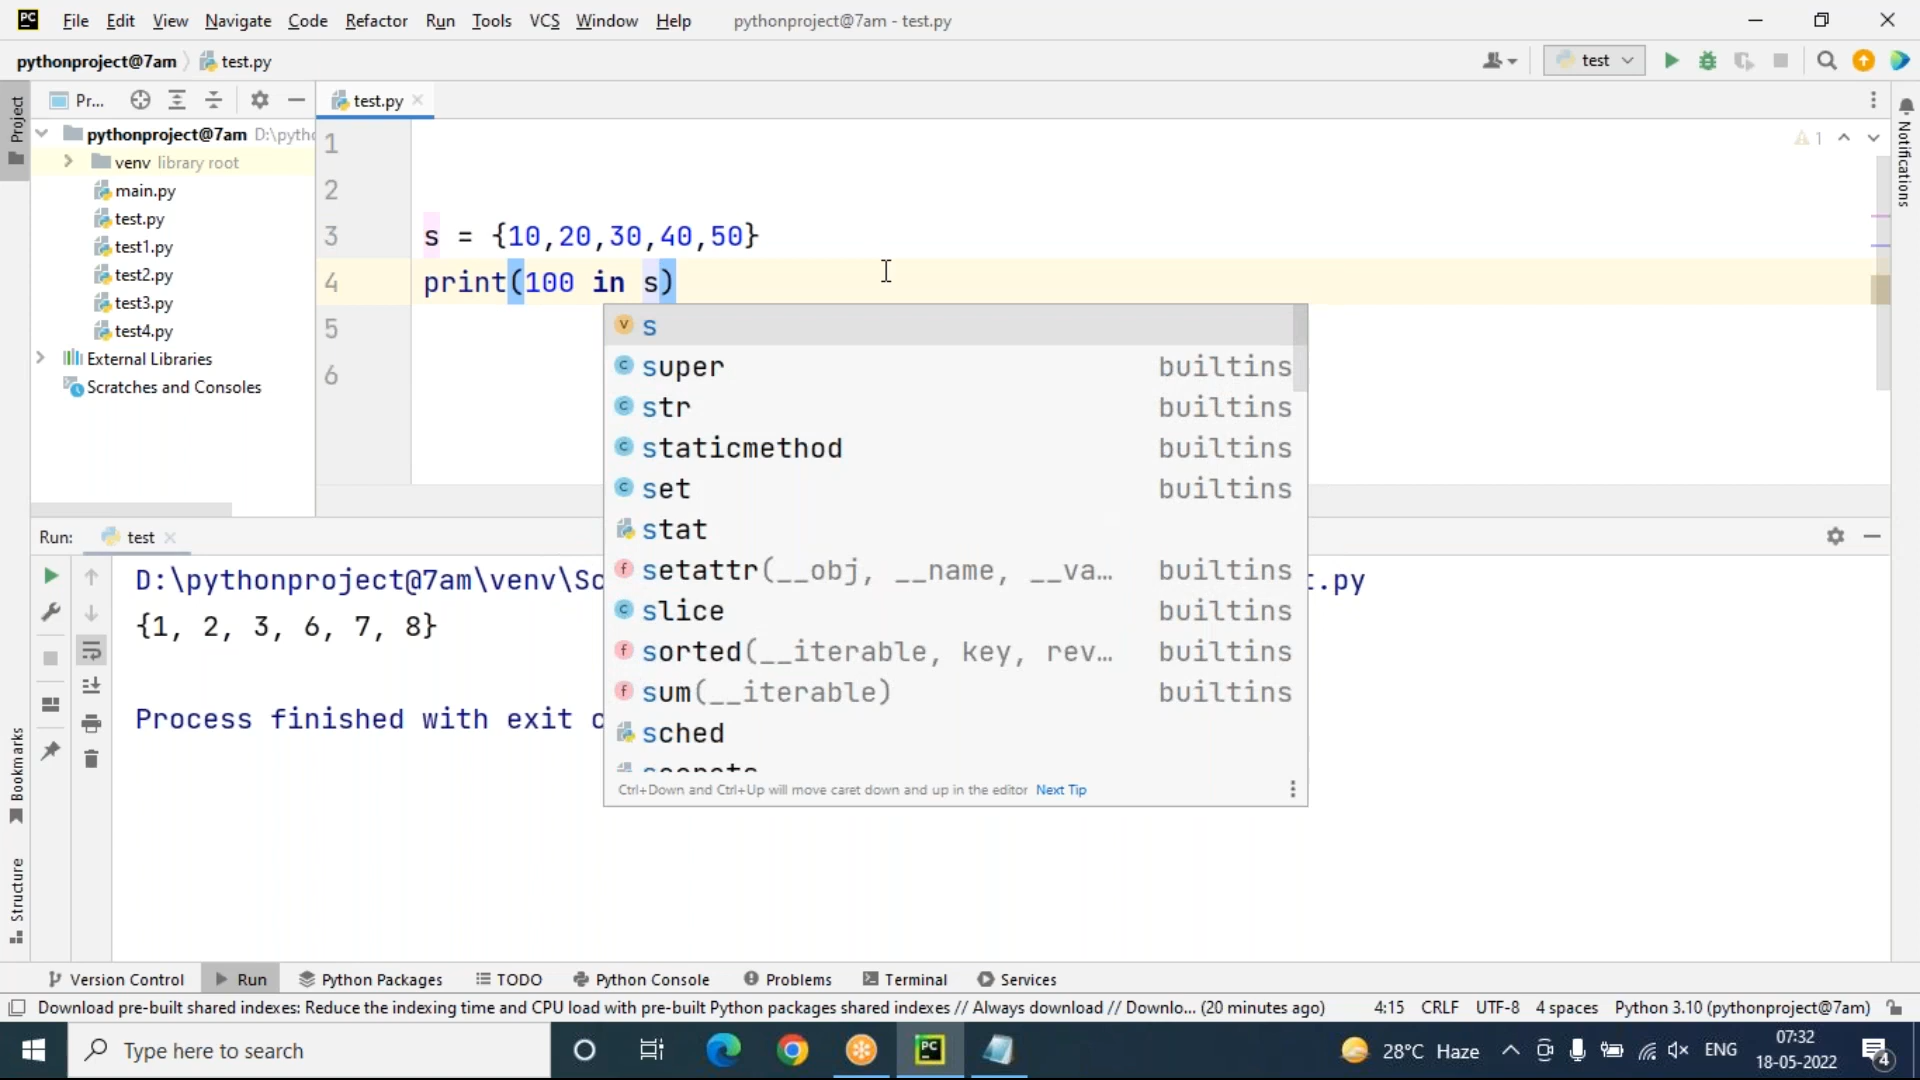 PC File Edit View Navigate Code Refactor Run Tools VCS Window Help pythonproject@7am - test.py
pythonproject@7am test.py test
Project Pr... test.py
pythonproject@7am D:\pytho
venv library root
main.py
test.py
test1.py
test2.py
test3.py
test4.py
External Libraries
Scratches and Consoles
1
2
3 s = {10,20,30,40,50}
4 print(100 in s)
5
6
1
Notifications
s
super builtins
str builtins
staticmethod builtins
set builtins
stat
setattr(__obj, __name, __va… builtins
slice builtins
sorted(__iterable, key, rev… builtins
sum(__iterable) builtins
sched
Ctrl+Down and Ctrl+Up will move caret down and up in the editor Next Tip
Run: test
D:\pythonproject@7am\venv\Sc t.py
{1, 2, 3, 6, 7, 8}
Process finished with exit c
Bookmarks
Structure
Version Control Run Python Packages TODO Python Console Problems Terminal Services
Download pre-built shared indexes: Reduce the indexing time and CPU load with pre-built Python packages shared indexes // Always download // Downlo... (20 minutes ago) 4:15 CRLF UTF-8 4 spaces Python 3.10 (pythonproject@7am)
Type here to search PC 28°C Haze ENG 07:32
18-05-2022 4